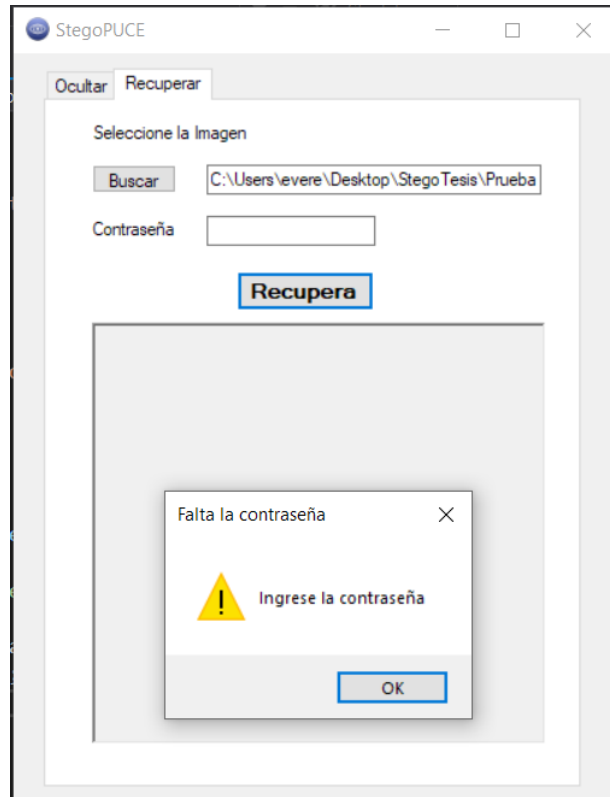 StegoPUCE
Ocultar Recuperar
Seleccione la Imagen
Buscar C:\Users\evere\Desktop\StegoTesis\Prueba
Contraseña
Recupera
Falta la contraseña
Ingrese la contraseña
OK